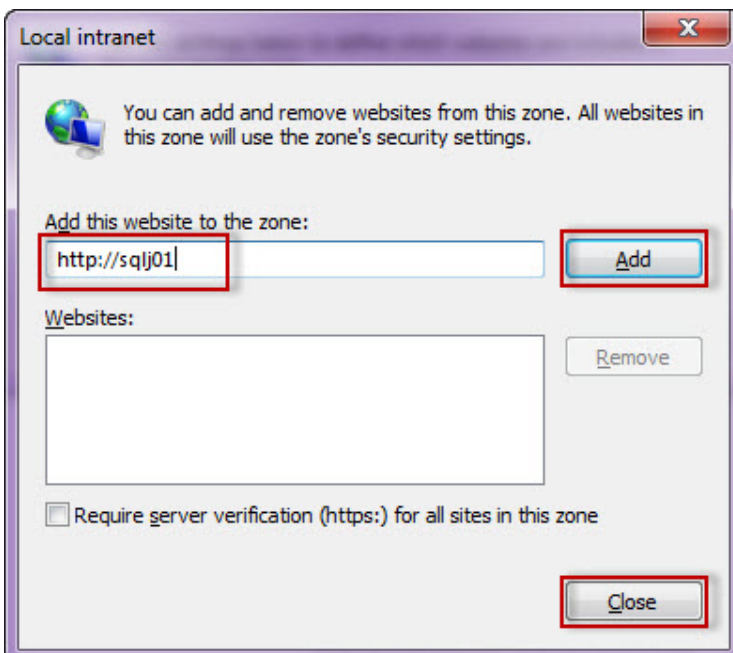 Local intranet
You can add and remove websites from this zone. All websites in
this zone will use the zone's security settings.
Add this website to the zone:
http://sqlj01
Add
Websites:
Remove
Require server verification (https:) for all sites in this zone
Close